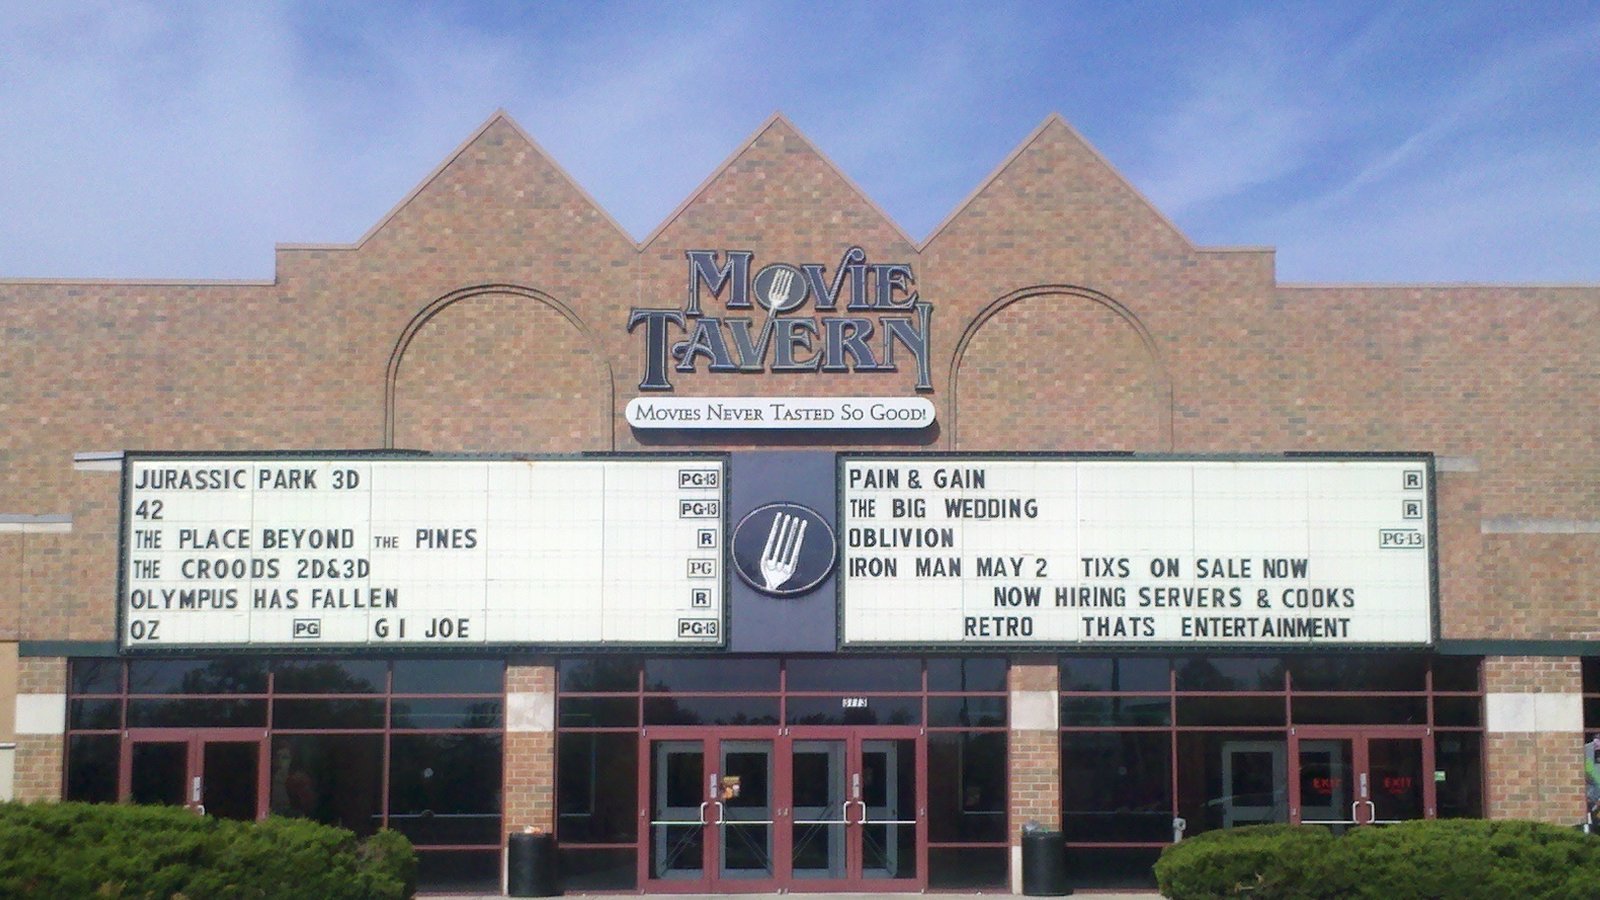 MOVIE
TAVERN
MOVIES NEVER TASTED SO GOOD!
JURASSIC PARK 3D PG-13
42 PG-13
THE PLACE BEYOND THE PINES R
THE CROODS 2D&3D PG
OLYMPUS HAS FALLEN R
OZ PG G I JOE PG-13
PAIN & GAIN R
THE BIG WEDDING R
OBLIVION PG-13
IRON MAN MAY 2 TIXS ON SALE NOW
NOW HIRING SERVERS & COOKS
RETRO THATS ENTERTAINMENT
EXIT EXIT